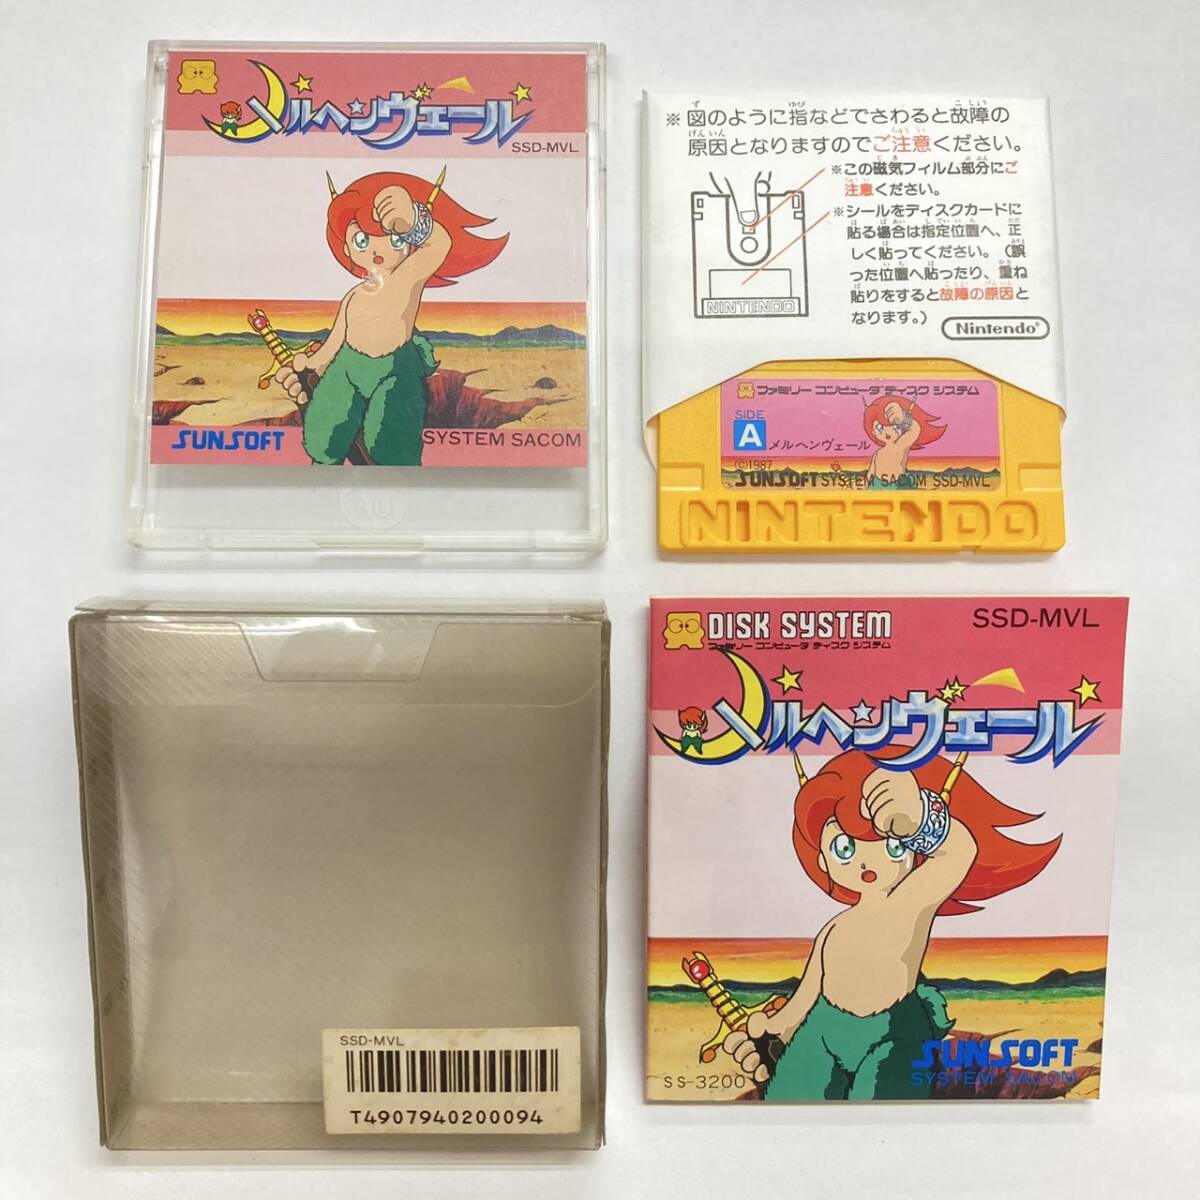 メルヘンヴェール
SSD-MVL
SUNSOFT
SYSTEM SACOM
※図のように指などでさわると故障の
原因となりますのでご注意ください。
※この磁気フィルム部分にご
注意ください。
※シールをディスクカードに
貼る場合は指定位置へ、正
しく貼ってください。(誤
った位置へ貼ったり、重ね
貼りをすると故障の原因と
なります。)
NINTENDO
Nintendo®
ファミリー コンピュータ ディスク システム
SIDE
A
メルヘンヴェール
©1987
SUNSOFT SYSTEM SACOM SSD-MVL
NINTENDO
SSD-MVL
T4907940200094
DISK SYSTEM
ファミリー コンピュータ ディスク システム
SSD-MVL
メルヘンヴェール
SUNSOFT
SYSTEM SACOM
SS-3200